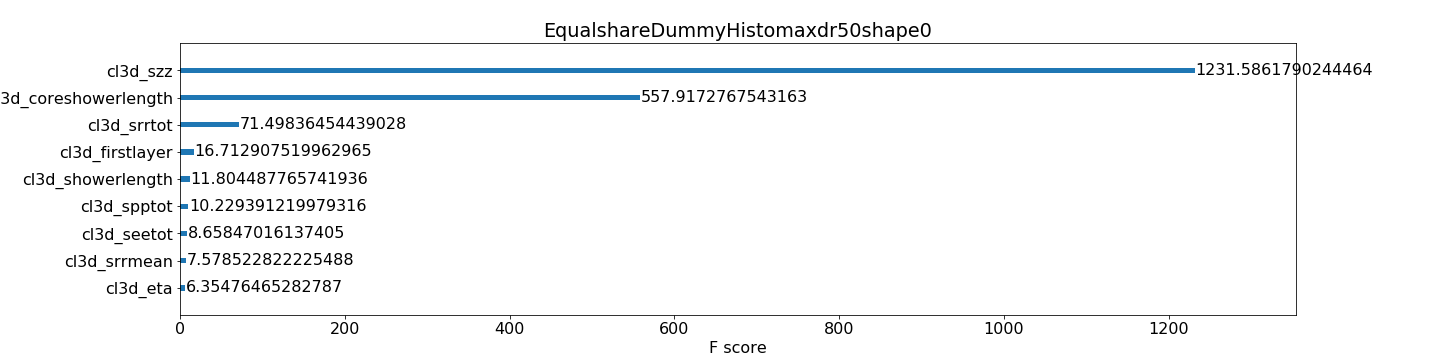 EqualshareDummyHistomaxdr50shape0
cl3d_szz 1231.5861790244464
3d_coreshowerlength 557.9172767543163
cl3d_srrtot 71.49836454439028
cl3d_firstlayer 16.712907519962965
cl3d_showerlength 11.804487765741936
cl3d_spptot 10.229391219979316
cl3d_seetot 8.65847016137405
cl3d_srrmean 7.578522822225488
cl3d_eta 6.35476465282787
0 200 400 600 800 1000 1200
F score